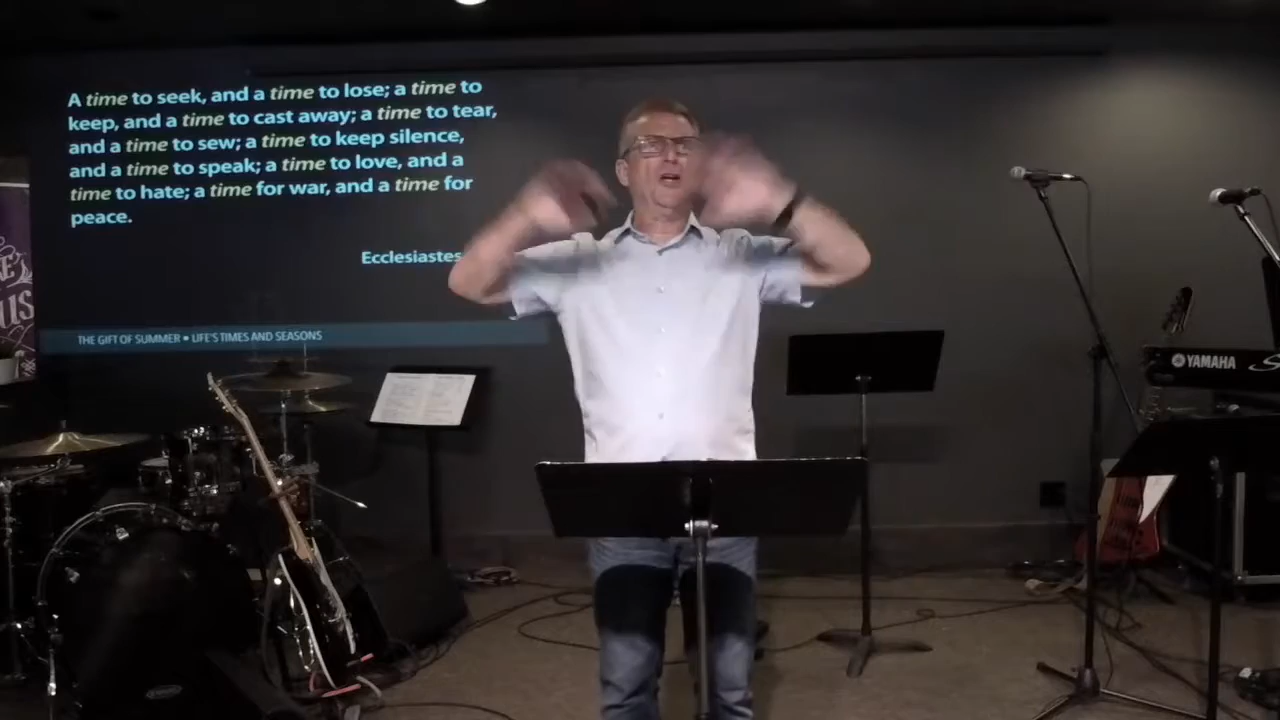 A time to seek, and a time to lose; a time to
keep, and a time to cast away; a time to tear,
and a time to sew; a time to keep silence,
and a time to speak; a time to love, and a
time to hate; a time for war, and a time for
peace.
Ecclesiastes
THE GIFT OF SUMMER • LIFE'S TIMES AND SEASONS
US
YAMAHA